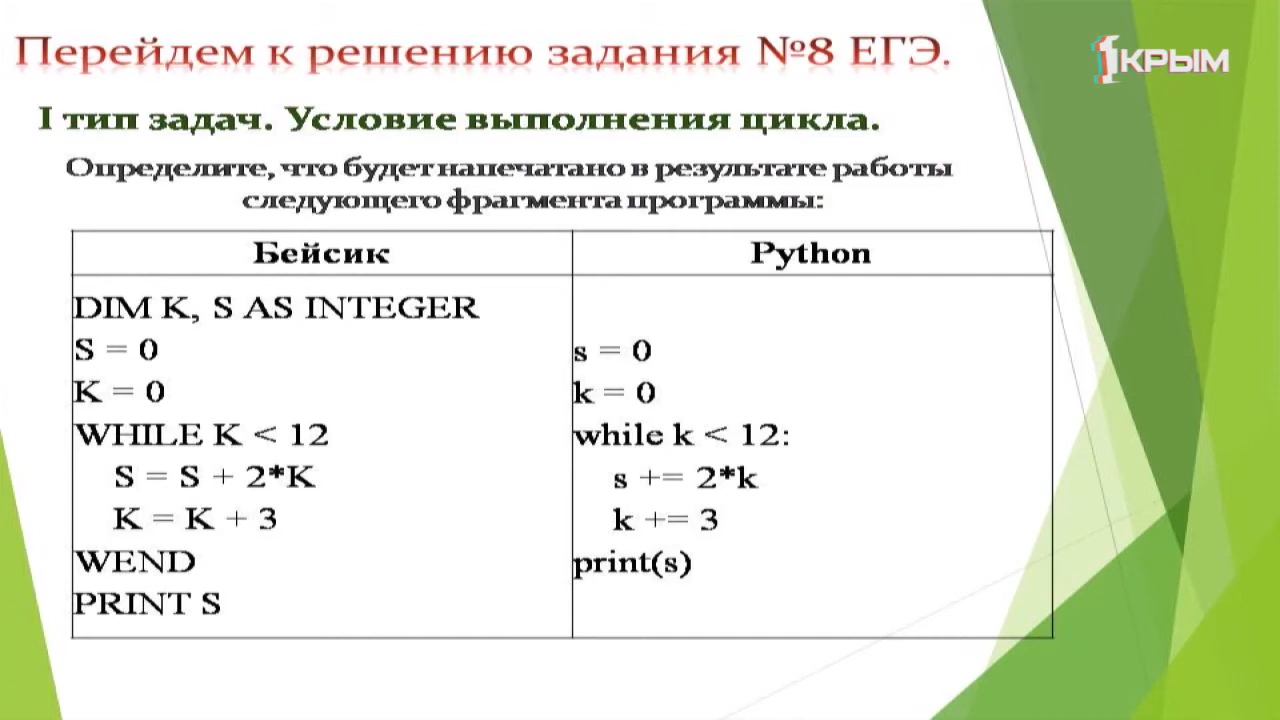 Перейдем к решению задания №8 ЕГЭ.
1КРЫМ
I тип задач. Условие выполнения цикла.
Определите, что будет напечатано в результате работы
следующего фрагмента программы:
Бейсик
DIM K, S AS INTEGER
S = 0
K = 0
WHILE K < 12
S = S + 2*K
K = K + 3
WEND
PRINT S
Python
s = 0
k = 0
while k < 12:
s += 2*k
k += 3
print(s)